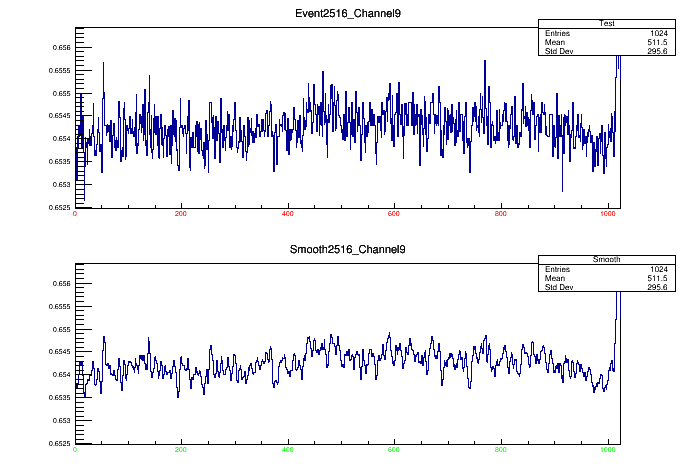 Event2516_Channel9
Test
Entries 1024
Mean 511.5
Std Dev 295.6
0.656
0.6555
0.655
0.6545
0.654
0.6535
0.653
0.6525
0 200 400 600 800 1000
Smooth2516_Channel9
Smooth
Entries 1024
Mean 511.5
Std Dev 295.6
0.656
0.6555
0.655
0.6545
0.654
0.6535
0.653
0.6525
0 200 400 600 800 1000